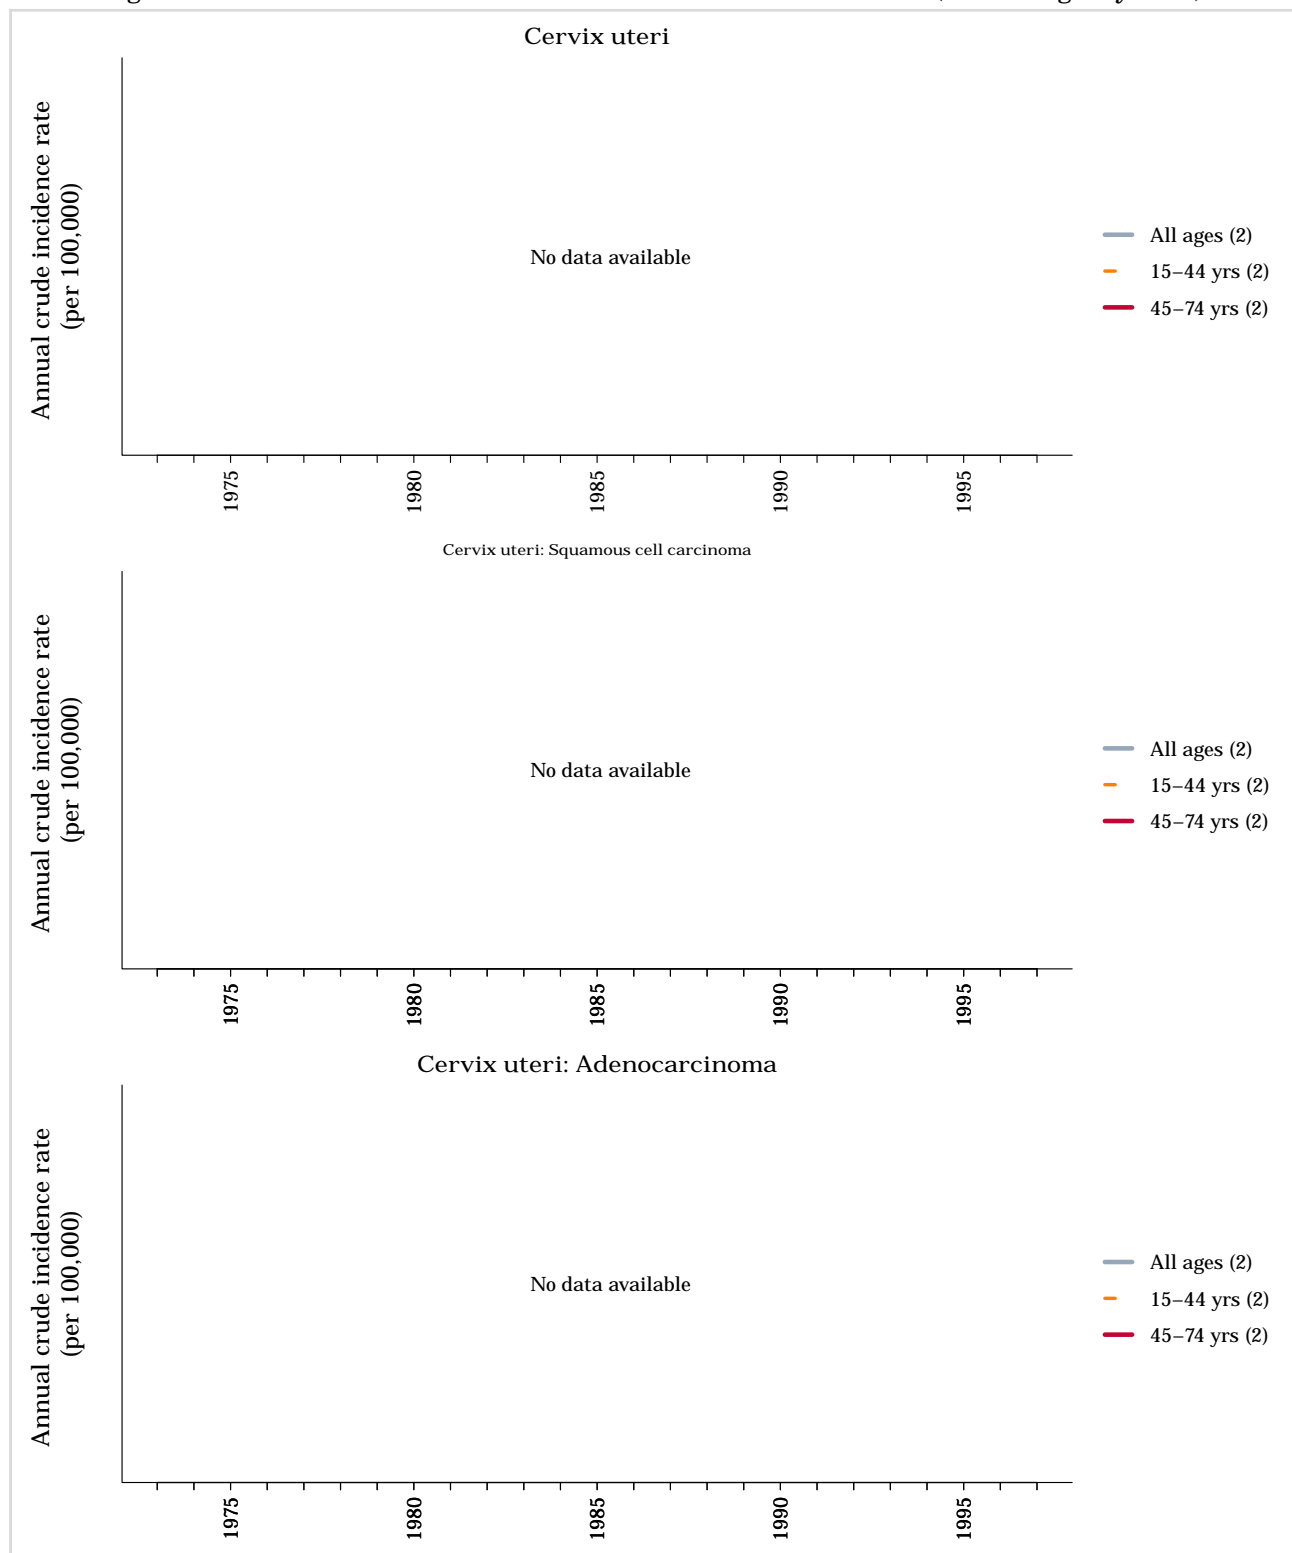 Cervix uteri
Annual crude incidence rate
(per 100,000)
No data available
All ages (2)
15–44 yrs (2)
45–74 yrs (2)
1975
1980
1985
1990
1995
Cervix uteri: Squamous cell carcinoma
Annual crude incidence rate
(per 100,000)
No data available
All ages (2)
15–44 yrs (2)
45–74 yrs (2)
1975
1980
1985
1990
1995
Cervix uteri: Adenocarcinoma
Annual crude incidence rate
(per 100,000)
No data available
All ages (2)
15–44 yrs (2)
45–74 yrs (2)
1975
1980
1985
1990
1995